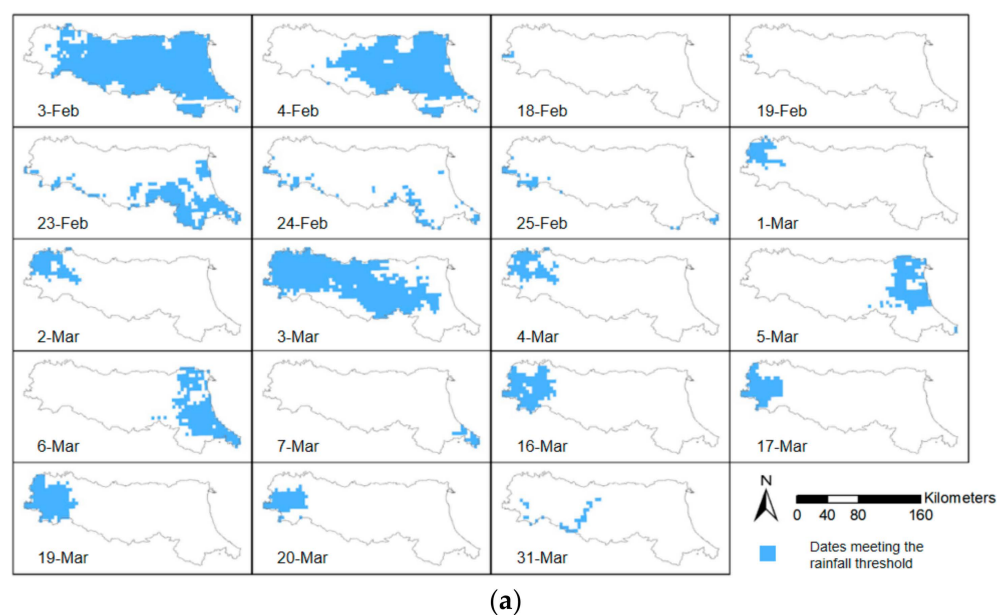 3-Feb
4-Feb
18-Feb
19-Feb
23-Feb
24-Feb
25-Feb
1-Mar
2-Mar
3-Mar
4-Mar
5-Mar
6-Mar
7-Mar
16-Mar
17-Mar
19-Mar
20-Mar
31-Mar
N
Kilometers
0 40 80 160
Dates meeting the
rainfall threshold
(a)